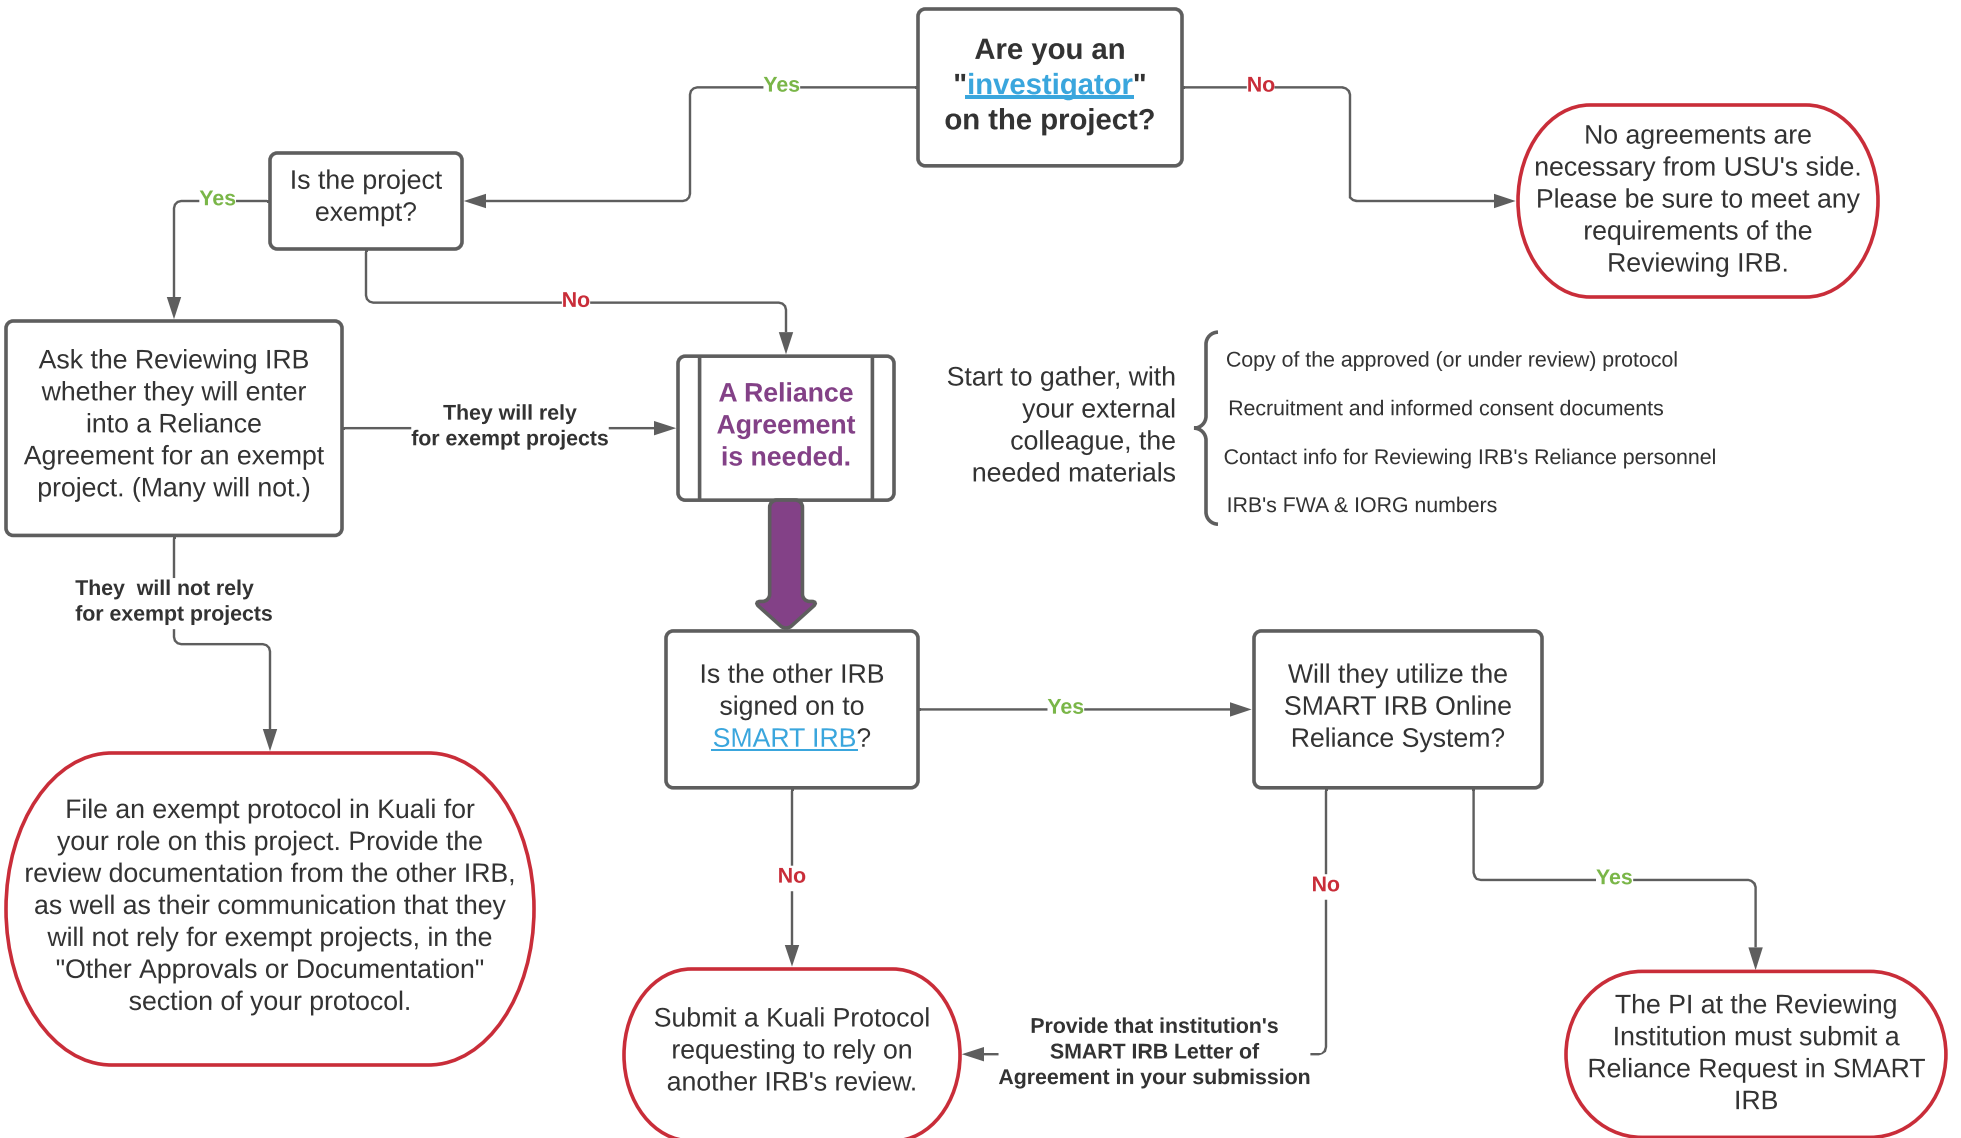 Are you an
"investigator"
on the project?
Yes
No
No agreements are
necessary from USU's side.
Please be sure to meet any
requirements of the
Reviewing IRB.
Is the project
exempt?
Yes
No
Ask the Reviewing IRB
whether they will enter
into a Reliance
Agreement for an exempt
project. (Many will not.)
They will rely
for exempt projects
A Reliance
Agreement
is needed.
Start to gather, with
your external
colleague, the
needed materials
Copy of the approved (or under review) protocol
Recruitment and informed consent documents
Contact info for Reviewing IRB's Reliance personnel
IRB's FWA & IORG numbers
They  will not rely
for exempt projects
File an exempt protocol in Kuali for
your role on this project. Provide the
review documentation from the other IRB,
as well as their communication that they
will not rely for exempt projects, in the
"Other Approvals or Documentation"
section of your protocol.
Is the other IRB
signed on to
SMART IRB?
Yes
Will they utilize the
SMART IRB Online
Reliance System?
No
No
Yes
Submit a Kuali Protocol
requesting to rely on
another IRB's review.
Provide that institution's
SMART IRB Letter of
Agreement in your submission
The PI at the Reviewing
Institution must submit a
Reliance Request in SMART
IRB